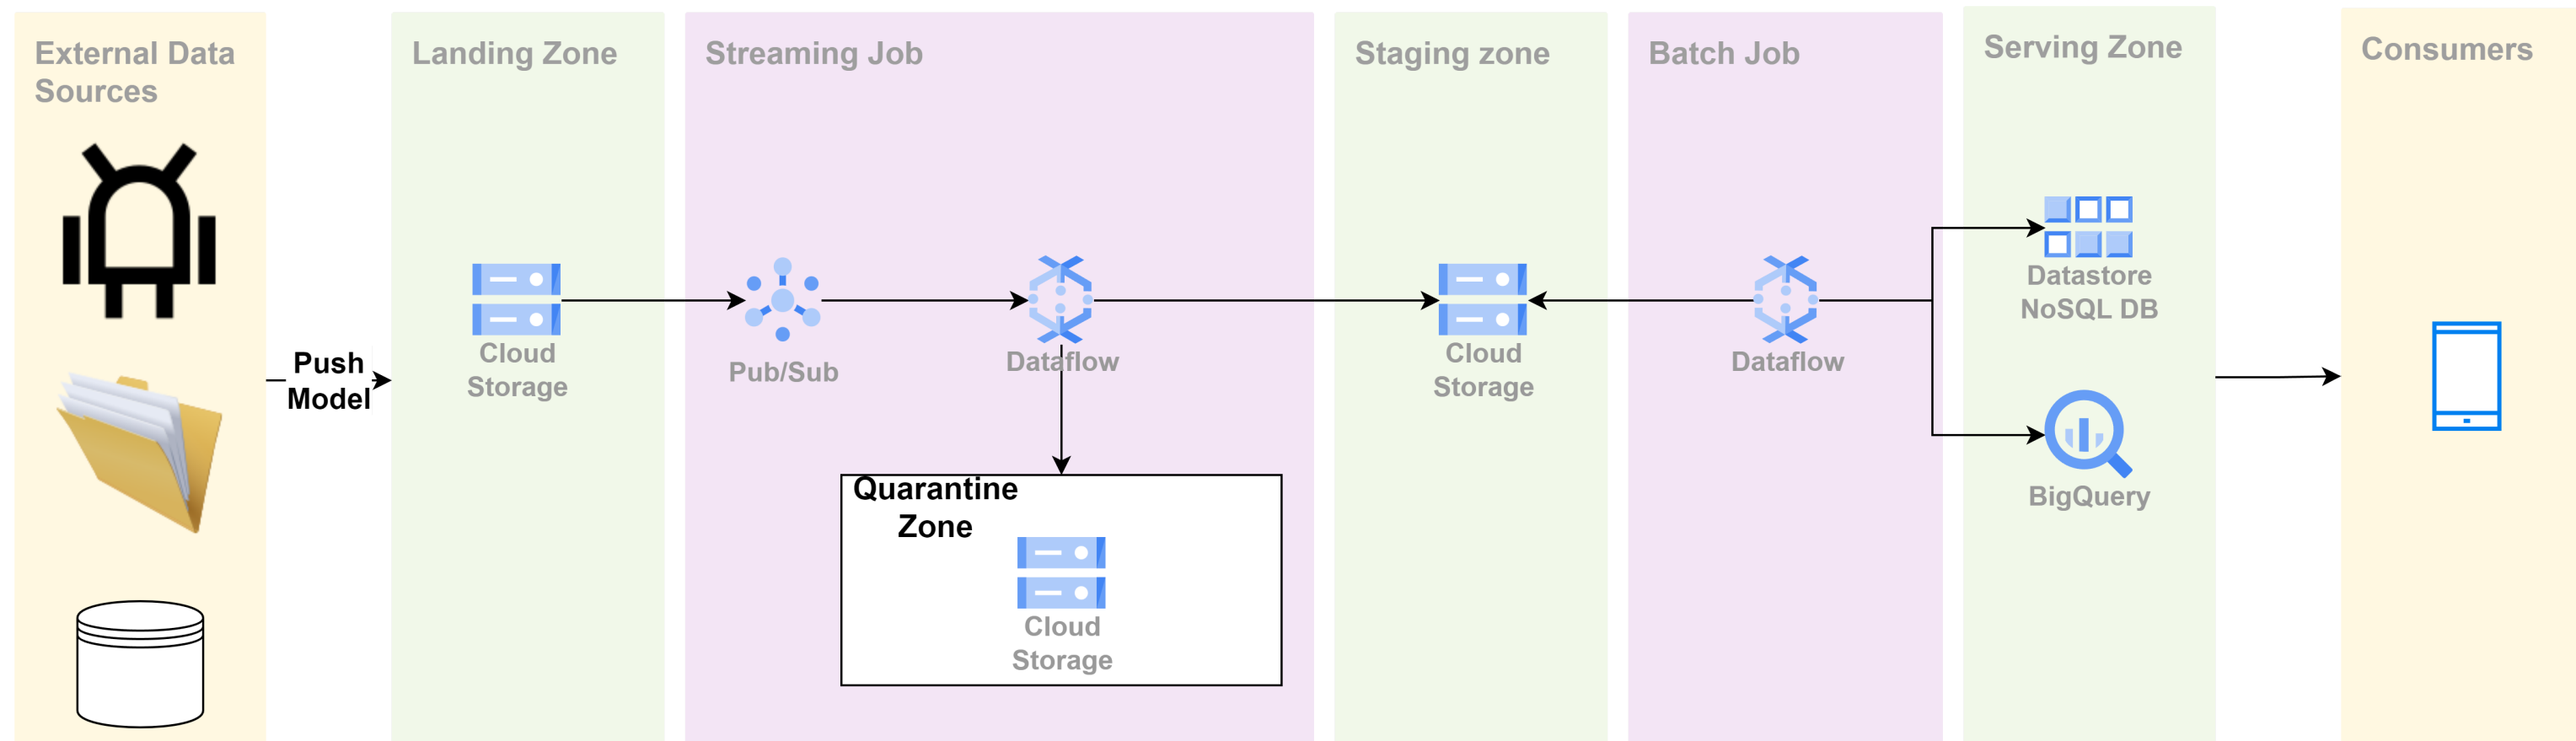 External Data
Sources
Landing Zone
Streaming Job
Staging zone
Batch Job
Serving Zone
Consumers
Push
Model
Cloud
Storage
Pub/Sub
Dataflow
Quarantine
Zone
Cloud
Storage
Cloud
Storage
Dataflow
Datastore
NoSQL DB
BigQuery